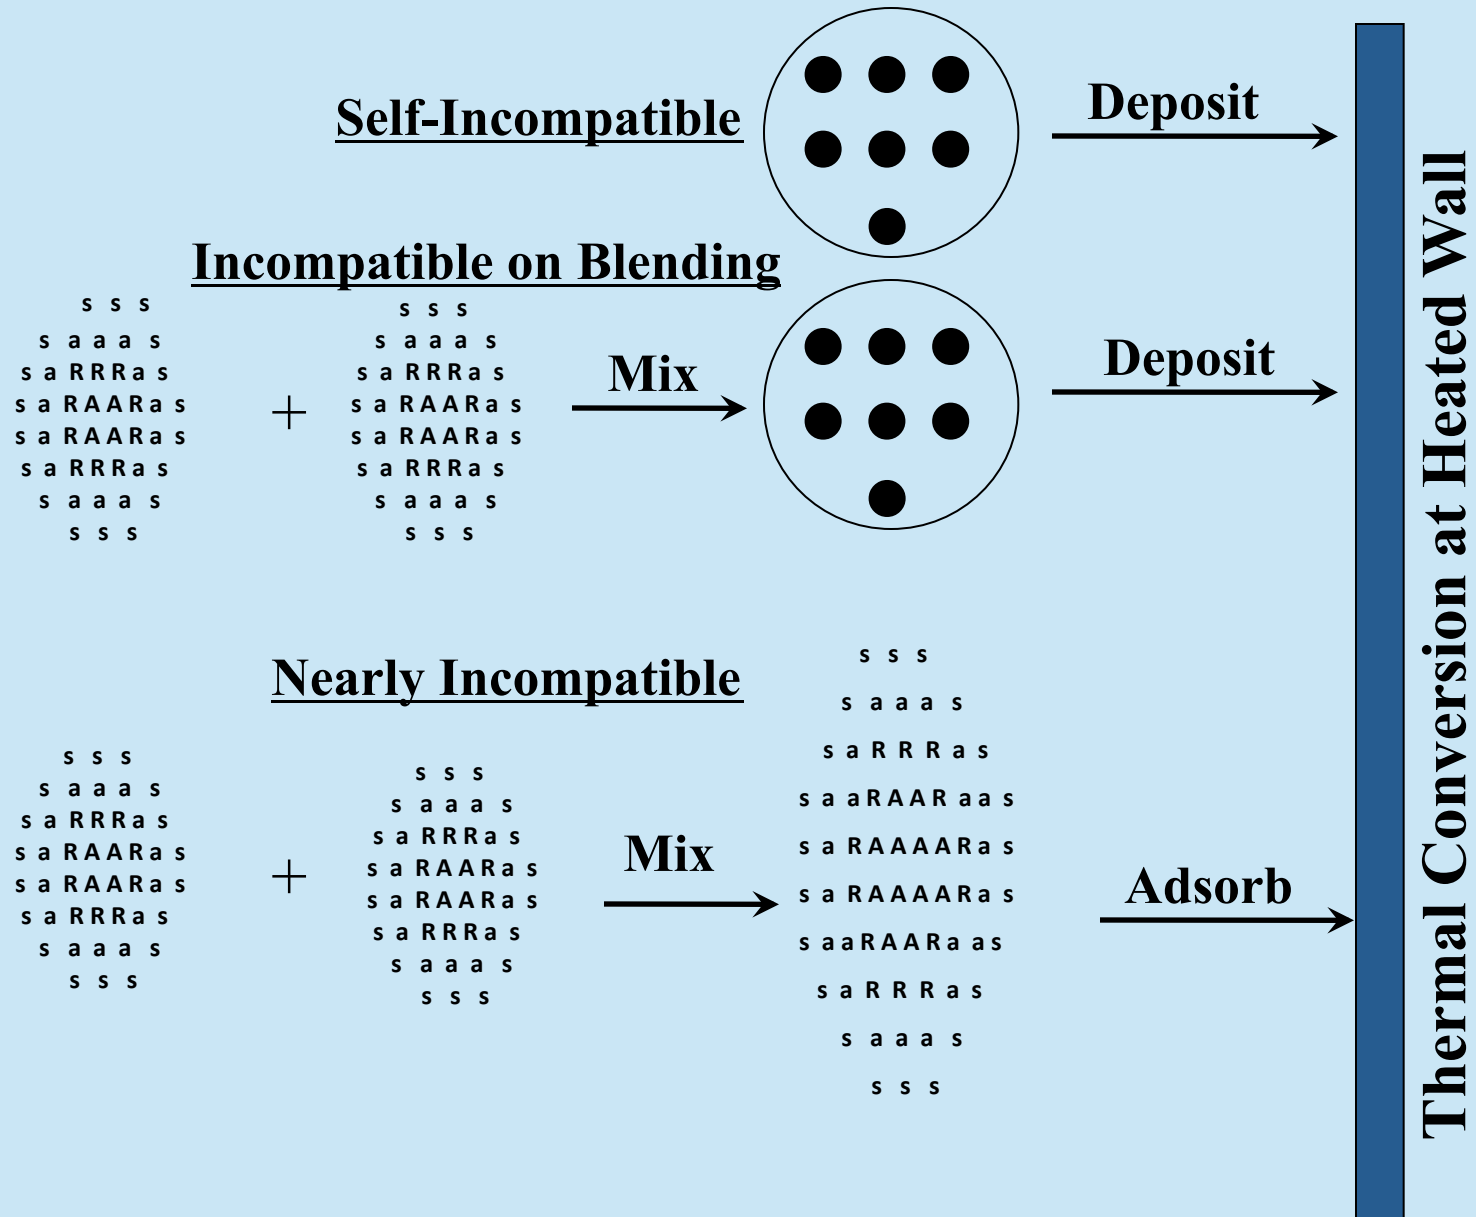 Self-Incompatible
Deposit
Incompatible on Blending
s s s
s a a a s
s a R R R a s
s a R A A R a s
s a R A A R a s
s a R R R a s
s a a a s
s s s
+
s s s
s a a a s
s a R R R a s
s a R A A R a s
s a R A A R a s
s a R R R a s
s a a a s
s s s
Mix
Deposit
Nearly Incompatible
s s s
s a a a s
s a R R R a s
s a R A A R a s
s a R A A R a s
s a R R R a s
s a a a s
s s s
+
s s s
s a a a s
s a R R R a s
s a R A A R a s
s a R A A R a s
s a R R R a s
s a a a s
s s s
Mix
s s s
s a a a s
s a R R R a s
s a a R A A R a a s
s a R A A A A R a s
s a R A A A A R a s
s a a R A A R a a s
s a R R R a s
s a a a s
s s s
Adsorb
Thermal Conversion at Heated Wall